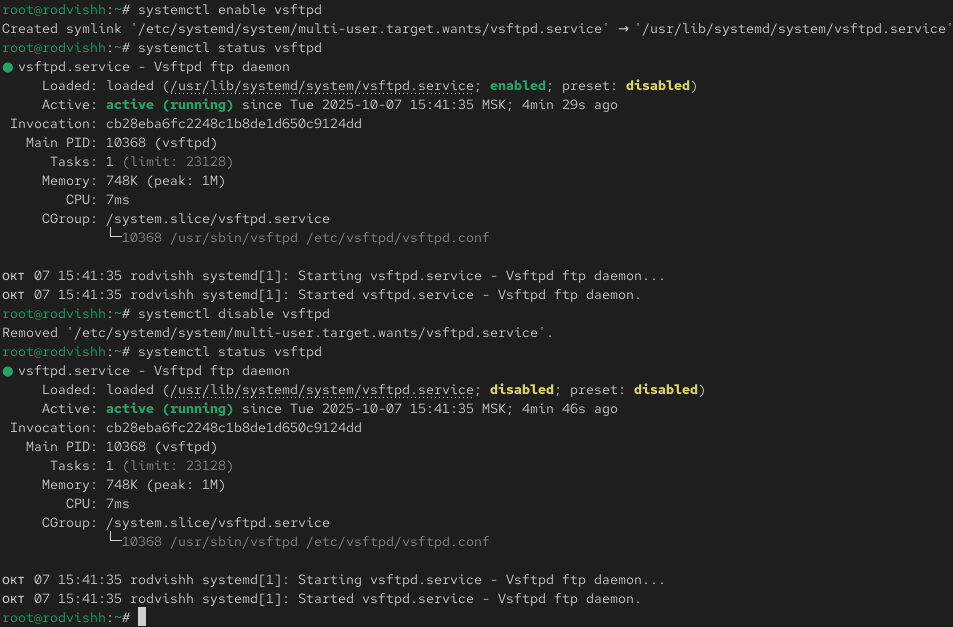 root@rodvishh:~# systemctl enable vsftpd
Created symlink '/etc/systemd/system/multi-user.target.wants/vsftpd.service' → '/usr/lib/systemd/system/vsftpd.service'
root@rodvishh:~# systemctl status vsftpd
● vsftpd.service - Vsftpd ftp daemon
     Loaded: loaded (/usr/lib/systemd/system/vsftpd.service; enabled; preset: disabled)
     Active: active (running) since Tue 2025-10-07 15:41:35 MSK; 4min 29s ago
 Invocation: cb28eba6fc2248c1b8de1d650c9124dd
   Main PID: 10368 (vsftpd)
      Tasks: 1 (limit: 23128)
     Memory: 748K (peak: 1M)
        CPU: 7ms
     CGroup: /system.slice/vsftpd.service
             └─10368 /usr/sbin/vsftpd /etc/vsftpd/vsftpd.conf

окт 07 15:41:35 rodvishh systemd[1]: Starting vsftpd.service - Vsftpd ftp daemon...
окт 07 15:41:35 rodvishh systemd[1]: Started vsftpd.service - Vsftpd ftp daemon.
root@rodvishh:~# systemctl disable vsftpd
Removed '/etc/systemd/system/multi-user.target.wants/vsftpd.service'.
root@rodvishh:~# systemctl status vsftpd
● vsftpd.service - Vsftpd ftp daemon
     Loaded: loaded (/usr/lib/systemd/system/vsftpd.service; disabled; preset: disabled)
     Active: active (running) since Tue 2025-10-07 15:41:35 MSK; 4min 46s ago
 Invocation: cb28eba6fc2248c1b8de1d650c9124dd
   Main PID: 10368 (vsftpd)
      Tasks: 1 (limit: 23128)
     Memory: 748K (peak: 1M)
        CPU: 7ms
     CGroup: /system.slice/vsftpd.service
             └─10368 /usr/sbin/vsftpd /etc/vsftpd/vsftpd.conf

окт 07 15:41:35 rodvishh systemd[1]: Starting vsftpd.service - Vsftpd ftp daemon...
окт 07 15:41:35 rodvishh systemd[1]: Started vsftpd.service - Vsftpd ftp daemon.
root@rodvishh:~#